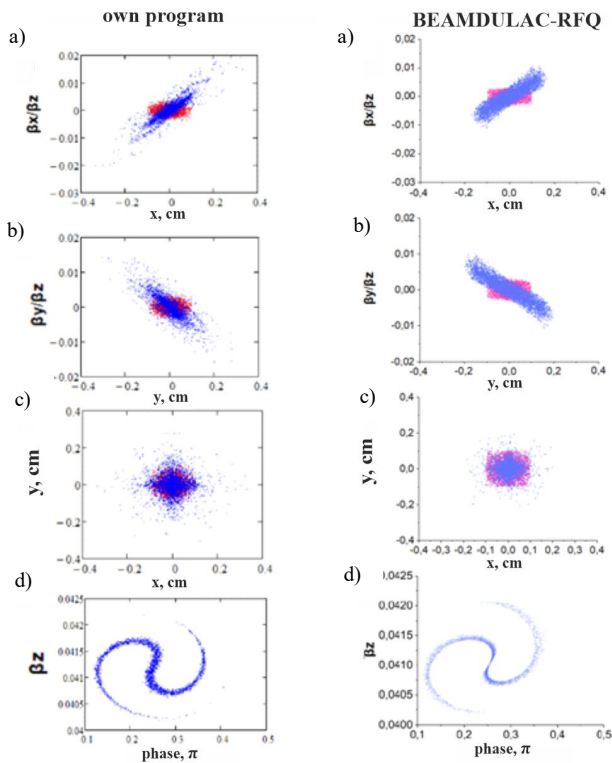 own program
BEAMDULAC-RFQ
a)
0.02
0.01
0
−0.01
−0.02
−0.03
βx/βz
−0.4 −0.2 0 0.2 0.4
x, cm
a)
0,02
0,01
0,00
-0,01
-0,03
βx/βz
-0,4 -0,2 0,0 0,2 0,4
x, cm
b)
0.02
0.01
0
−0.01
−0.02
βy/βz
−0.4 −0.2 0 0.2 0.4
y, cm
b)
0,02
0,01
0,00
-0,01
-0,02
βy/βz
-0,4 -0,2 0,0 0,2 0,4
y, cm
c)
0.4
0.2
0
−0.2
−0.4
y, cm
−0.4 −0.2 0 0.2 0.4
x, cm
c)
0,4
0,2
0,0
-0,2
-0,4
y, cm
-0,4 -0,3 -0,2 -0,1 0,0 0,1 0,2 0,3 0,4
x, cm
d)
0.0425
0.042
0.0415
0.041
0.0405
0.04
βz
0.1 0.2 0.3 0.4 0.5
phase, π
d)
0,0425
0,0420
0,0415
0,0410
0,0405
0,0400
βz
0,1 0,2 0,3 0,4 0,5
phase, π